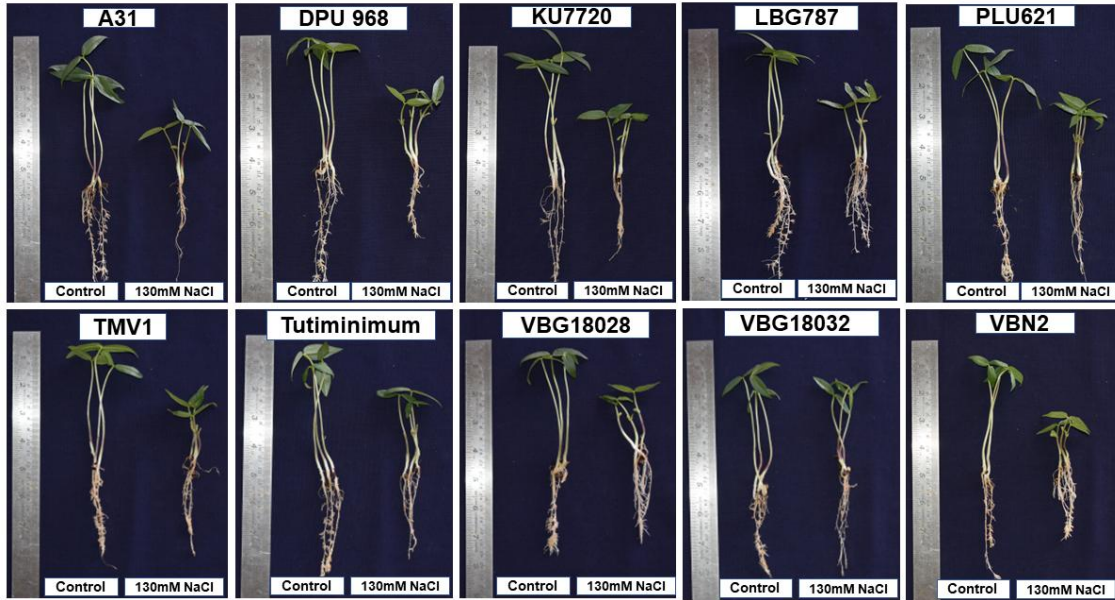 A31
DPU 968
KU7720
LBG787
PLU621
Control 130mM NaCl
Control 130mM NaCl
Control 130mM NaCl
Control 130mM NaCl
Control 130mM NaCl
TMV1
Tutiminimum
VBG18028
VBG18032
VBN2
Control 130mM NaCl
Control 130mM NaCl
Control 130mM NaCl
Control 130mM NaCl
Control 130mM NaCl